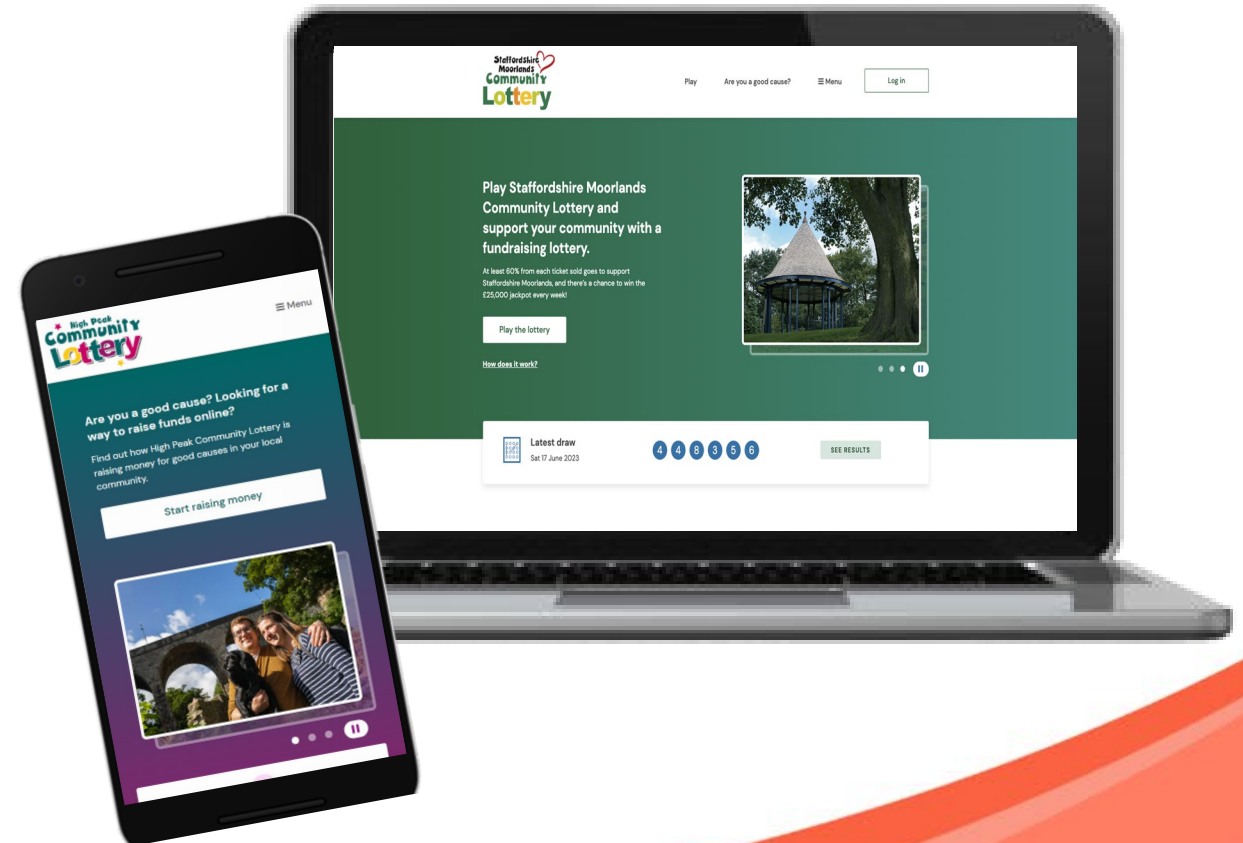 Staffordshire
Moorlands
Community
Lottery
Play Are you a good cause? Menu Log in
Play Staffordshire Moorlands
Community Lottery and
support your community with a
fundraising lottery.
At least 60% from each ticket sold goes to support
Staffordshire Moorlands, and there's a chance to win the
£25,000 jackpot every week!
Play the lottery
How does it work?
Latest draw
Sat 17 June 2023
4 4 8 3 5 6
SEE RESULTS
High Peak
Community
Lottery
Menu
Are you a good cause? Looking for a
way to raise funds online?
Find out how High Peak Community Lottery is
raising money for good causes in your local
community.
Start raising money